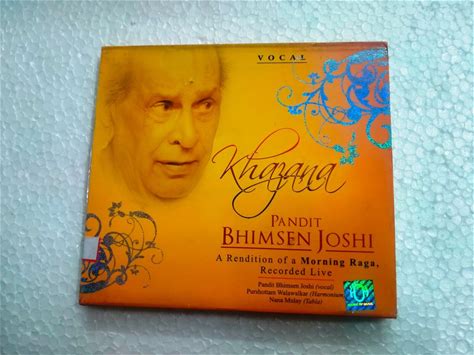 VOCAL
Khazana
PANDIT
BHIMSEN JOSHI
A Rendition of a Morning Raga,
Recorded Live
Pandit Bhimsen Joshi (vocal)
Purshottam Walawalkar (Harmonium
Nana Muley (Tabla)